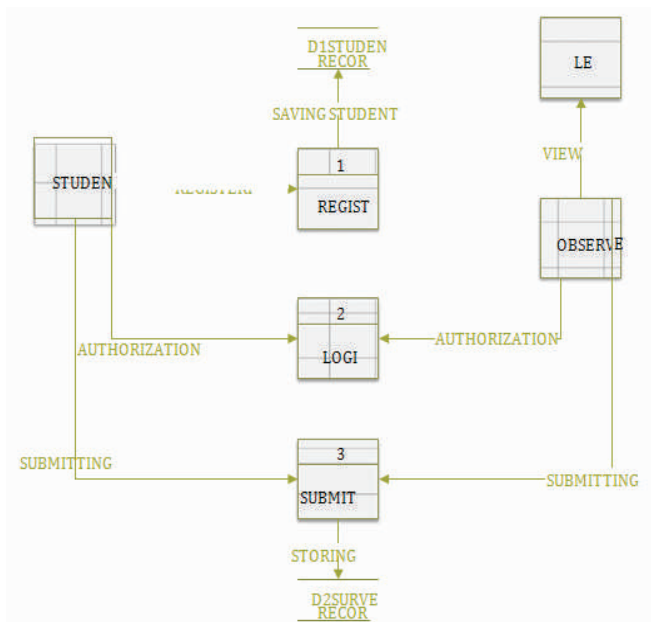 D1STUDEN
RECOR
LE
SAVING STUDENT
1
REGIST
VIEW
STUDEN
OBSERVE
2
LOGI
AUTHORIZATION
AUTHORIZATION
3
SUBMIT
SUBMITTING
SUBMITTING
STORING
D2SURVE
RECOR